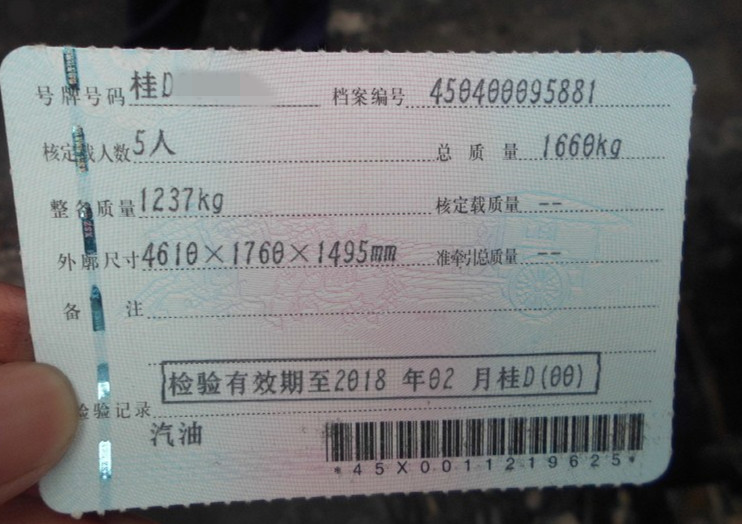 号牌号码 桂D 档案编号 450400095881
核定载人数 5人 总质量 1660kg
整备质量 1237kg 核定载质量 --
外廓尺寸 4610×1760×1495mm 准牵引总质量 --
备注
检验有效期至2018 年02 月桂D(00)
检验记录
汽油
*45X0011219625*